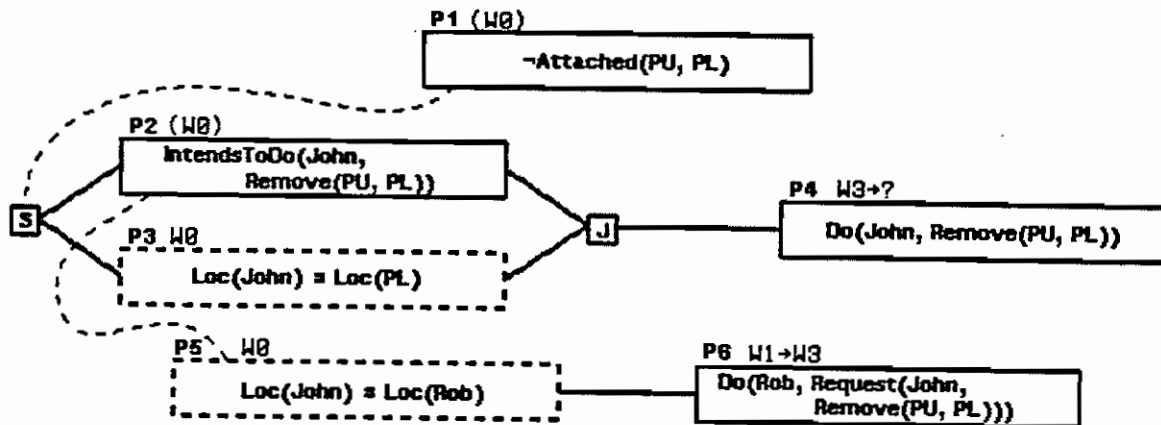 P1 (W0)
¬Attached(PU, PL)
P2 (W0)
IntendsToDo(John,
Remove(PU, PL))
S
P3 W0
Loc(John) = Loc(PL)
J
P4 W3→?
Do(John, Remove(PU, PL))
P5 W0
Loc(John) = Loc(Rob)
P6 W1→W3
Do(Rob, Request(John,
Remove(PU, PL)))